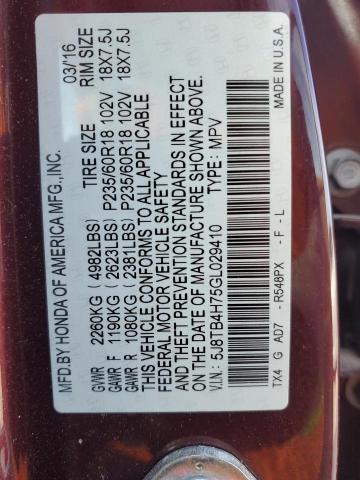 MFD.BY HONDA OF AMERICA MFG.,INC. 03/16
TIRE SIZE RIM SIZE
GVWR 2260KG (4982LBS)
GAWR F 1190KG (2623LBS) P235/60R18 102V 18X7.5J
GAWR R 1080KG (2381LBS) P235/60R18 102V 18X7.5J
THIS VEHICLE CONFORMS TO ALL APPLICABLE
FEDERAL MOTOR VEHICLE SAFETY AND THEFT
PREVENTION STANDARDS IN EFFECT
ON THE DATE OF MANUFACTURE SHOWN ABOVE.
V.I.N.: 5J8TB4H75GL029410 TYPE: MPV
TX4 G AD7 -R548PX -F -L MADE IN U.S.A.